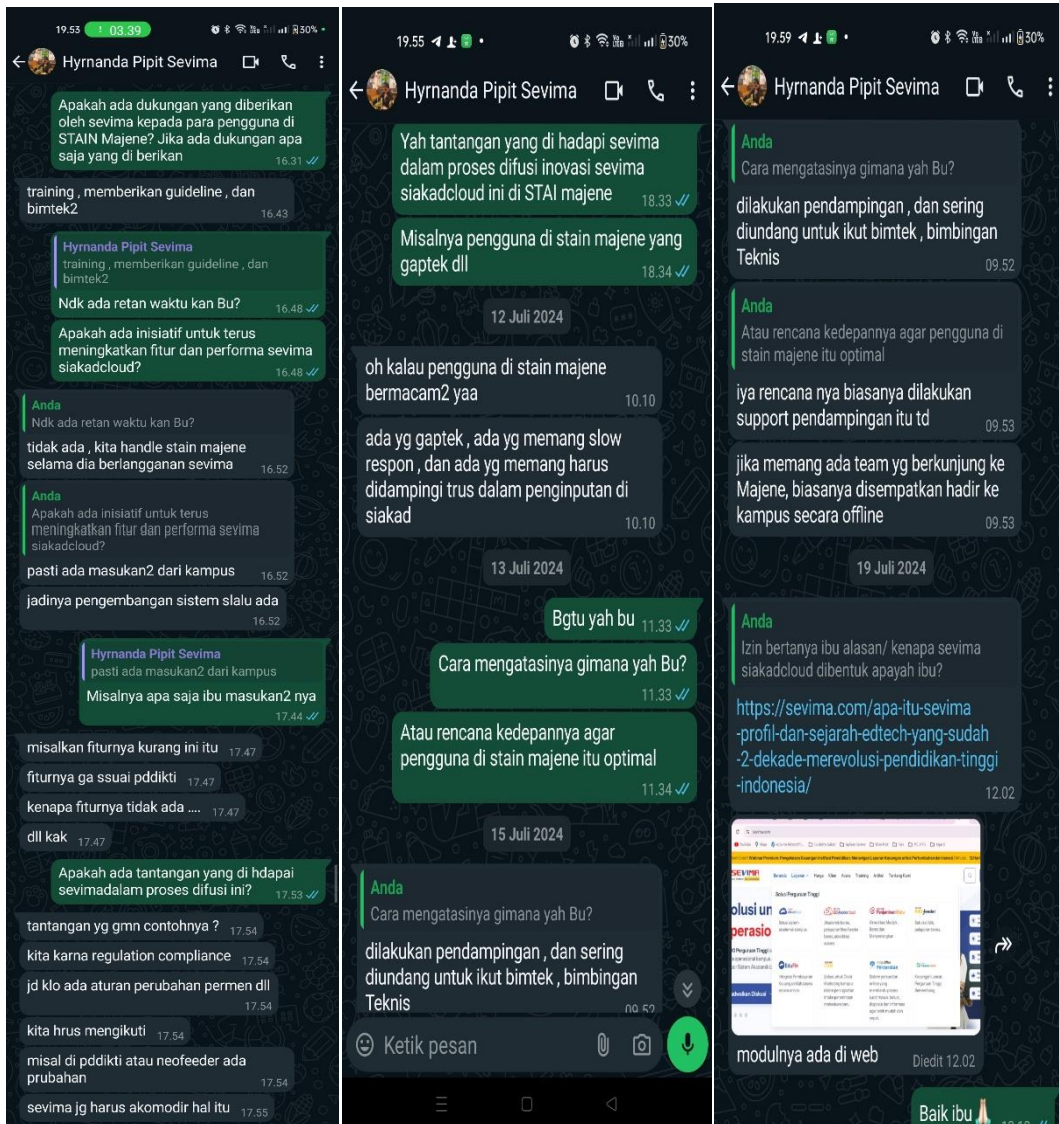 19.53
03.39
30%
Hyrnanda Pipit Sevima
Apakah ada dukungan yang diberikan
oleh sevima kepada para pengguna di
STAIN Majene? Jika ada dukungan apa
saja yang di berikan
16.31
training , memberikan guideline , dan
bimtek2
16.43
Hyrnanda Pipit Sevima
training , memberikan guideline , dan
bimtek2
Ndk ada retan waktu kan Bu?
16.48
Apakah ada inisiatif untuk terus
meningkatkan fitur dan performa sevima
siakadcloud?
16.48
Anda
Ndk ada retan waktu kan Bu?
tidak ada , kita handle stain majene
selama dia berlangganan sevima
16.52
Anda
Apakah ada inisiatif untuk terus
meningkatkan fitur dan performa sevima
siakadcloud?
pasti ada masukan2 dari kampus
16.52
jadinya pengembangan sistem slalu ada
16.52
Hyrnanda Pipit Sevima
pasti ada masukan2 dari kampus
Misalnya apa saja ibu masukan2 nya
17.44
misalkan fiturnya kurang ini itu
17.47
fiturnya ga ssuai pddikti
17.47
kenapa fiturnya tidak ada ....
17.47
dll kak
17.47
Apakah ada tantangan yang di hdapai
sevimadalam proses difusi ini?
17.53
tantangan yg gmn contohnya ?
17.54
kita karna regulation compliance
17.54
jd klo ada aturan perubahan permen dll
17.54
kita hrus mengikuti
17.54
misal di pddikti atau neofeeder ada
prubahan
17.54
sevima jg harus akomodir hal itu
17.55
19.55
30%
Hyrnanda Pipit Sevima
Yah tantangan yang di hadapi sevima
dalam proses difusi inovasi sevima
siakadcloud ini di STAI majene
18.33
Misalnya pengguna di stain majene yang
gaptek dll
18.34
12 Juli 2024
oh kalau pengguna di stain majene
bermacam2 yaa
10.10
ada yg gaptek , ada yg memang slow
respon , dan ada yg memang harus
didampingi trus dalam penginputan di
siakad
10.10
13 Juli 2024
Bgtu yah bu
11.33
Cara mengatasinya gimana yah Bu?
11.33
Atau rencana kedepannya agar
pengguna di stain majene itu optimal
11.34
15 Juli 2024
Anda
Cara mengatasinya gimana yah Bu?
dilakukan pendampingan , dan sering
diundang untuk ikut bimtek , bimbingan
Teknis
09.52
Ketik pesan
19.59
30%
Hyrnanda Pipit Sevima
Anda
Cara mengatasinya gimana yah Bu?
dilakukan pendampingan , dan sering
diundang untuk ikut bimtek , bimbingan
Teknis
09.52
Anda
Atau rencana kedepannya agar pengguna di
stain majene itu optimal
iya rencana nya biasanya dilakukan
support pendampingan itu td
09.53
jika memang ada team yg berkunjung ke
Majene, biasanya disempatkan hadir ke
kampus secara offline
09.53
19 Juli 2024
Anda
Izin bertanya ibu alasan/ kenapa sevima
siakadcloud dibentuk apayah ibu?
https://sevima.com/apa-itu-sevima
-profil-dan-sejarah-edtech-yang-sudah
-2-dekade-merevolusi-pendidikan-tinggi
-indonesia/
12.02
SEVIMA
olusi un
perasio
modulnya ada di web
Diedit 12.02
Baik ibu